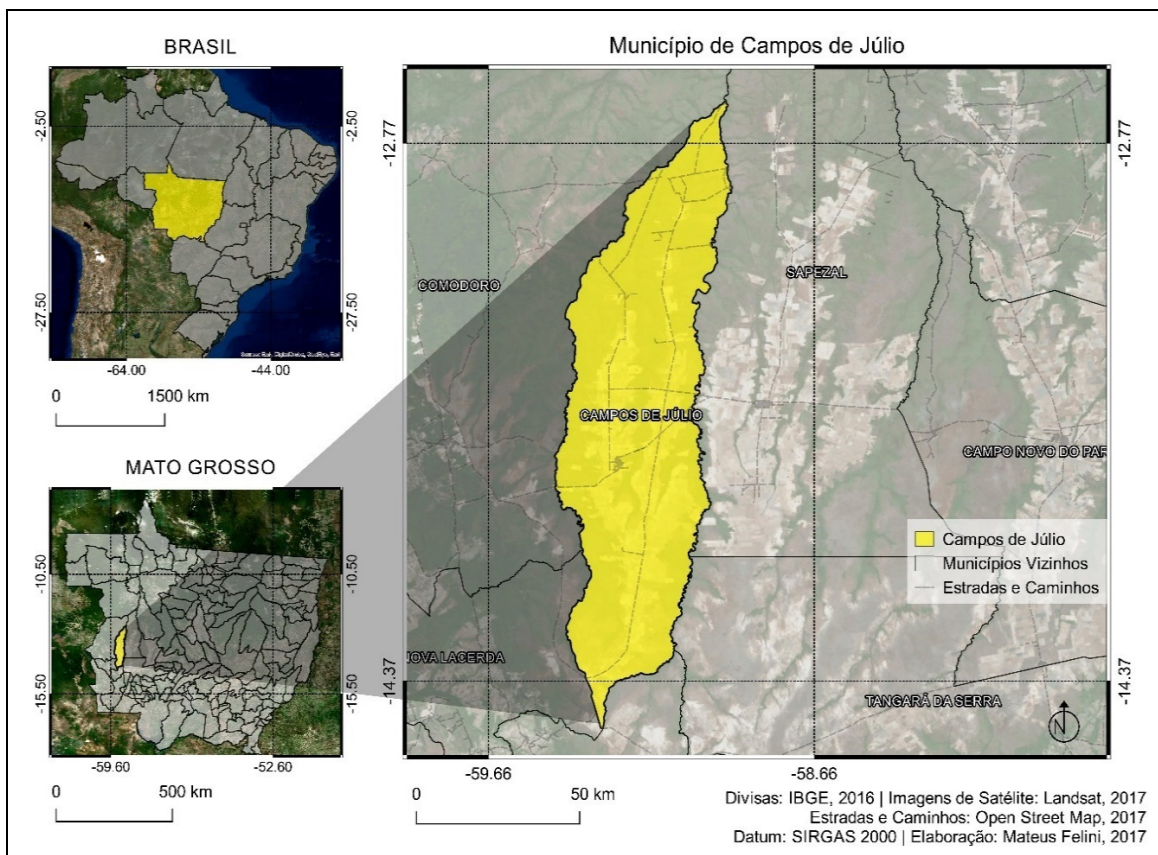 BRASIL
-2.50
-2.50
-27.50
-27.50
-64.00
-44.00
0
1500 km
MATO GROSSO
-10.50
-10.50
-15.50
-15.50
-59.60
-52.60
0
500 km
Município de Campos de Júlio
-12.77
-12.77
COMODORO
SAPEZAL
CAMPOS DE JÚLIO
CAMPO NOVO DO PAR
Campos de Júlio
Municípios Vizinhos
Estradas e Caminhos
NOVA LACERDA
-14.37
-14.37
TANGARÁ DA SERRA
N
-59.66
-58.66
0
50 km
Divisas: IBGE, 2016 | Imagens de Satélite: Landsat, 2017
Estradas e Caminhos: Open Street Map, 2017
Datum: SIRGAS 2000 | Elaboração: Mateus Felini, 2017